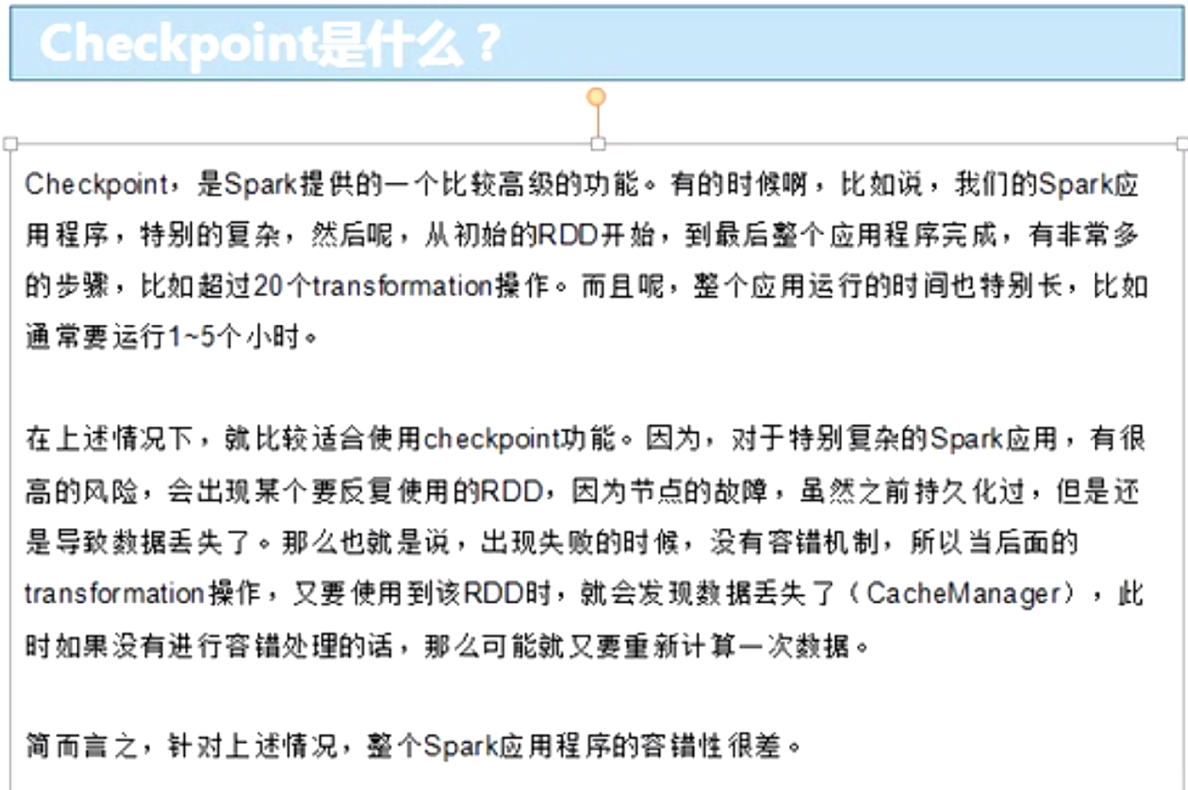 Checkpoint是什么？
Checkpoint，是Spark提供的一个比较高级的功能。有的时候啊，比如说，我们的Spark应
用程序，特别的复杂，然后呢，从初始的RDD开始，到最后整个应用程序完成，有非常多
的步骤，比如超过20个transformation操作。而且呢，整个应用运行的时间也特别长，比如
通常要运行1~5个小时。
在上述情况下，就比较适合使用checkpoint功能。因为，对于特别复杂的Spark应用，有很
高的风险，会出现某个要反复使用的RDD，因为节点的故障，虽然之前持久化过，但是还
是导致数据丢失了。那么也就是说，出现失败的时候，没有容错机制，所以当后面的
transformation操作，又要使用到该RDD时，就会发现数据丢失了（CacheManager），此
时如果没有进行容错处理的话，那么可能就又要重新计算一次数据。
简而言之，针对上述情况，整个Spark应用程序的容错性很差。